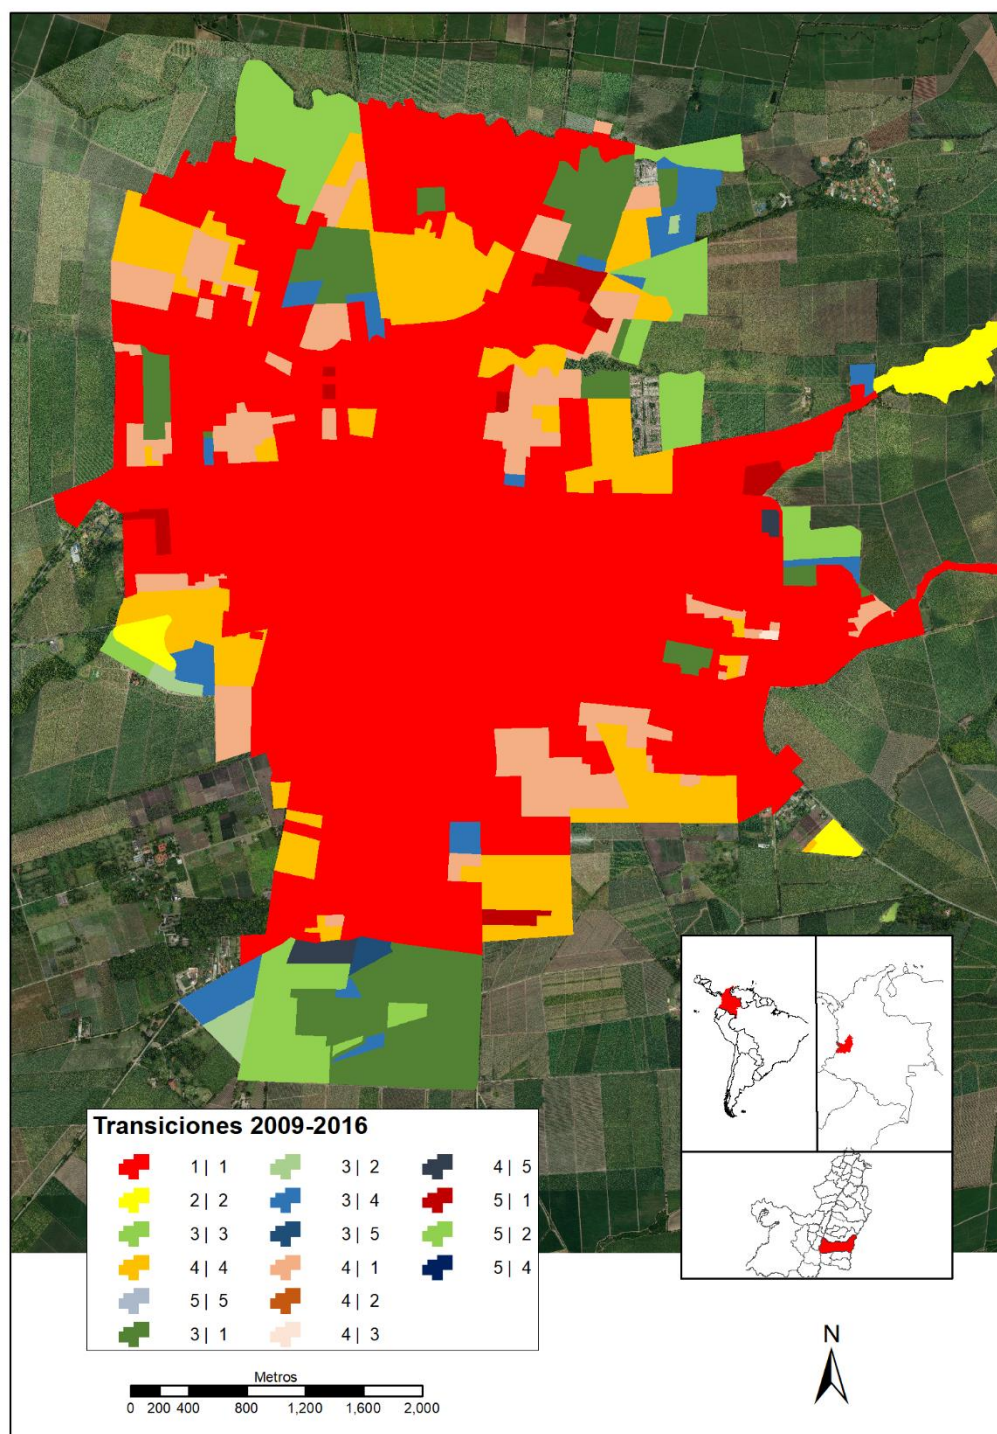 Transiciones 2009-2016
1 | 1
2 | 2
3 | 3
4 | 4
5 | 5
3 | 1
3 | 2
3 | 4
3 | 5
4 | 1
4 | 2
4 | 3
4 | 5
5 | 1
5 | 2
5 | 4
Metros
0 200 400 800 1,200 1,600 2,000
N